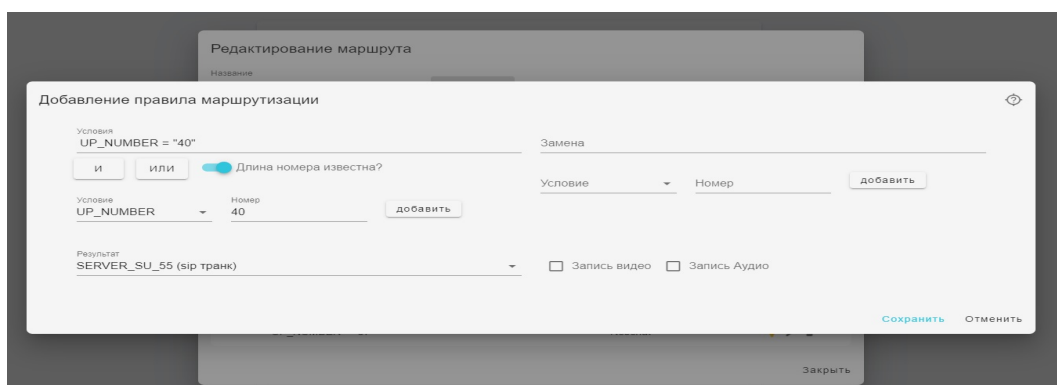 Редактирование маршрута
Название
Добавление правила маршрутизации
Условия
UP_NUMBER = "40"
Замена
И ИЛИ Длина номера известна?
Условие Номер добавить
Условие Номер
UP_NUMBER 40 добавить
Результат
SERVER_SU_55 (sip транк)
Запись видео Запись Аудио
Сохранить Отменить
Закрыть